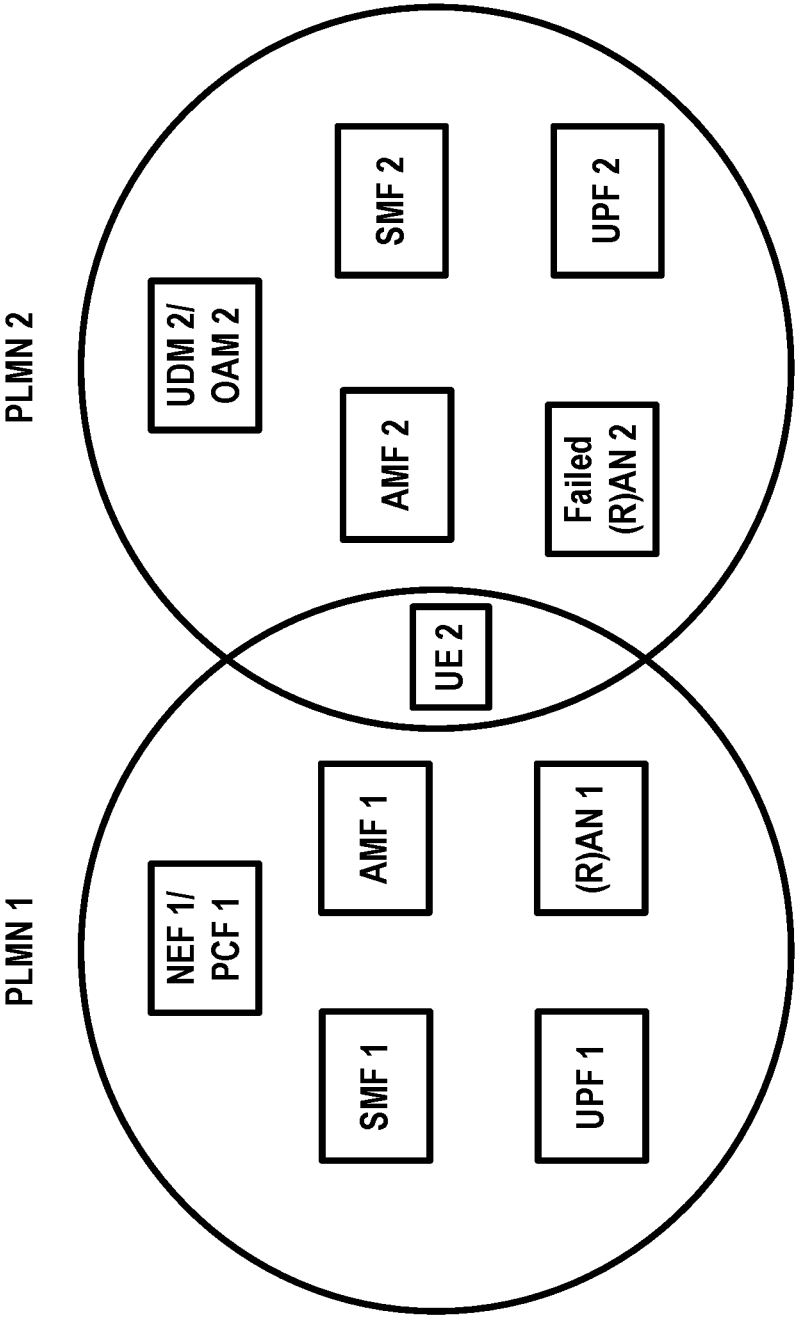 PLMN 1
PLMN 2
NEF 1/
PCF 1
UDM 2/
OAM 2
SMF 1
AMF 1
AMF 2
SMF 2
UE 2
UPF 1
(R)AN 1
Failed
(R)AN 2
UPF 2